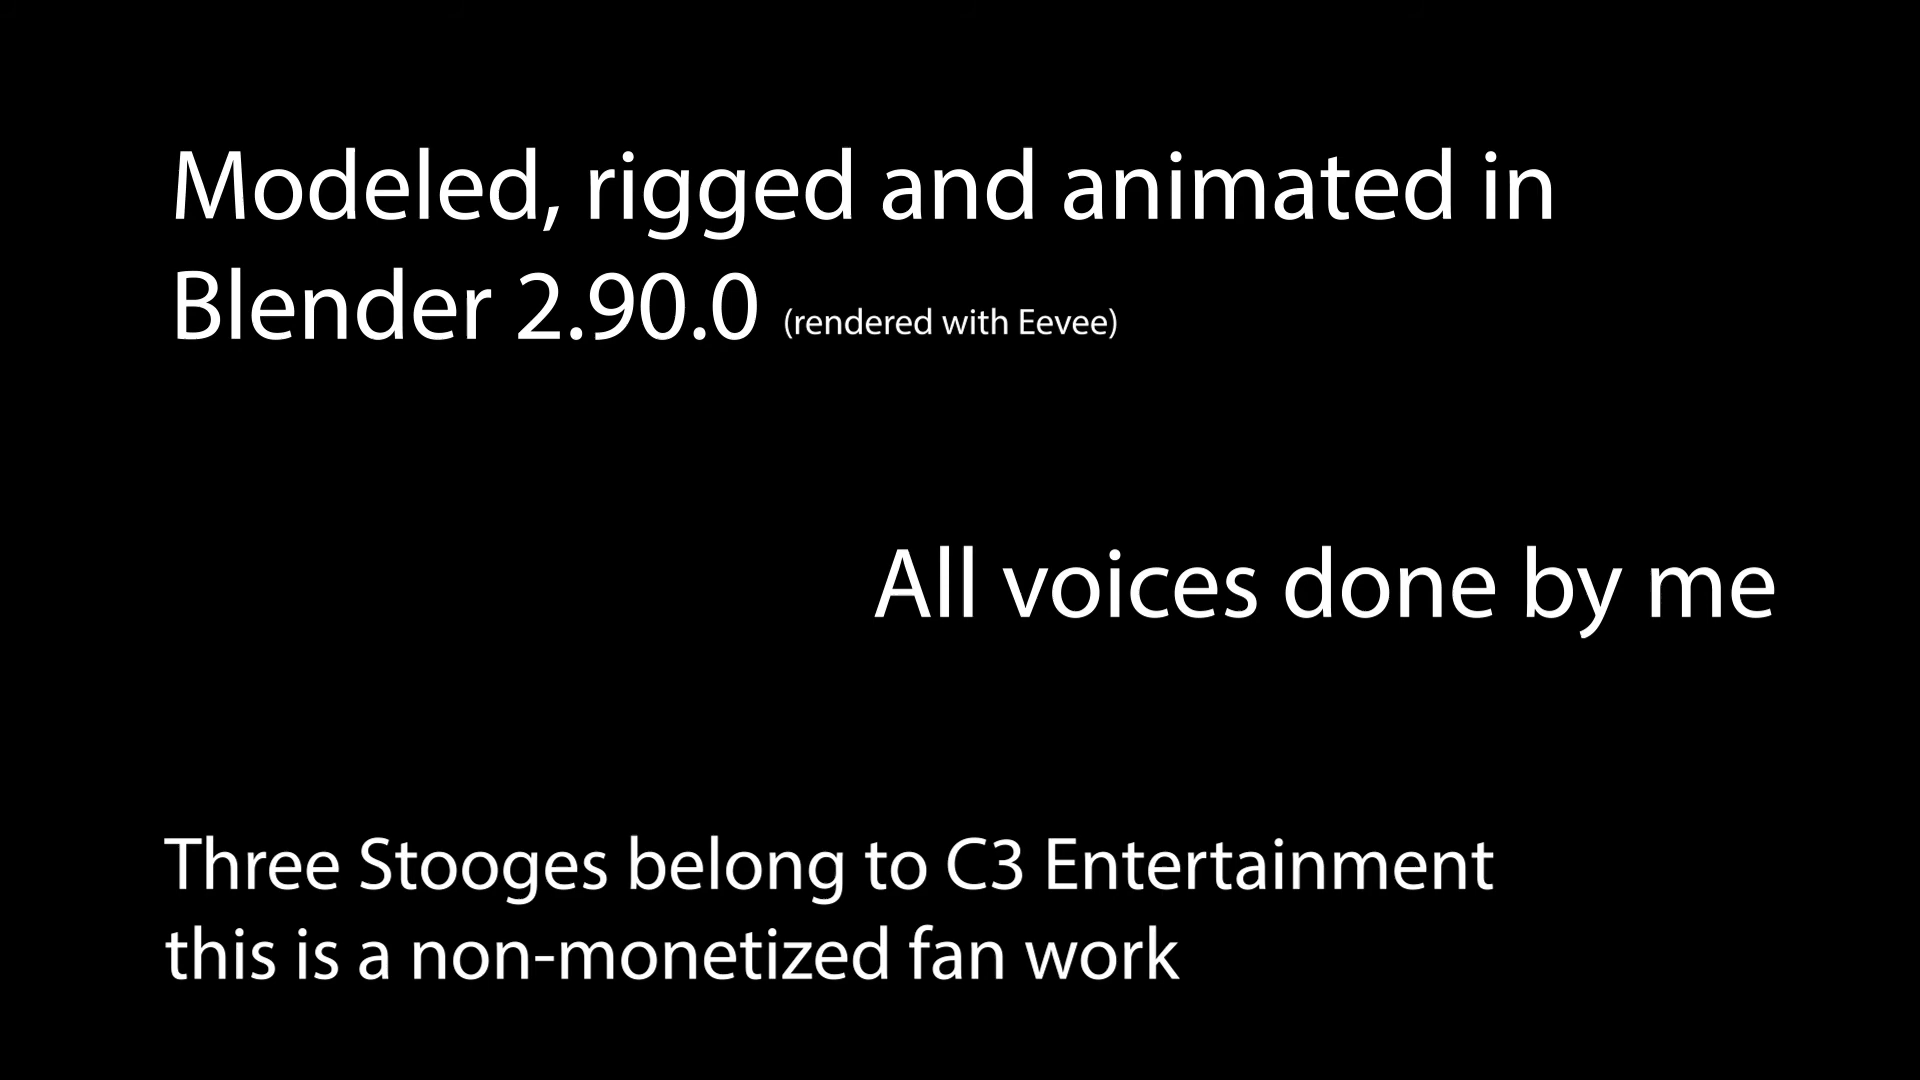 Modeled, rigged and animated in
Blender 2.90.0 (rendered with Eevee)
All voices done by me
Three Stooges belong to C3 Entertainment
this is a non-monetized fan work